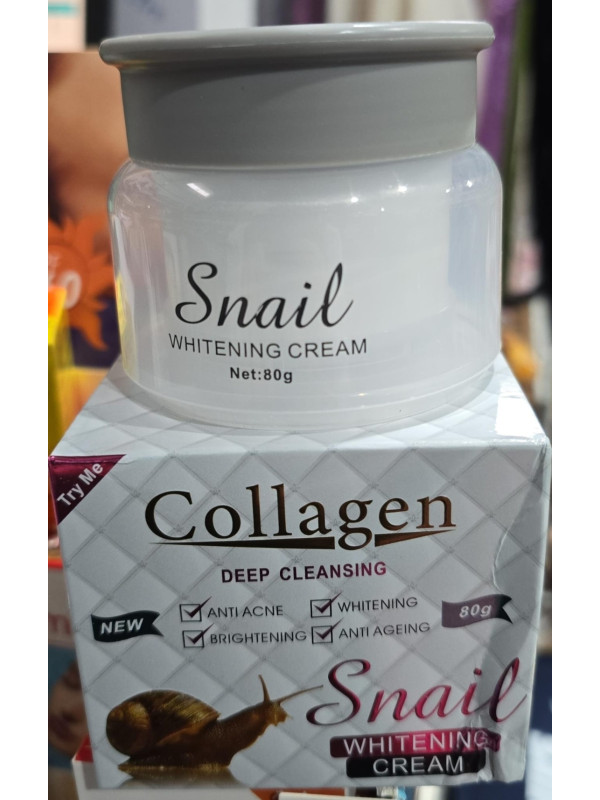 Snail
WHITENING CREAM
Net:80g
Try Me
Collagen
DEEP CLEANSING
NEW
ANTI ACNE
WHITENING
BRIGHTENING
ANTI AGEING
80g
Snail
WHITENING
CREAM